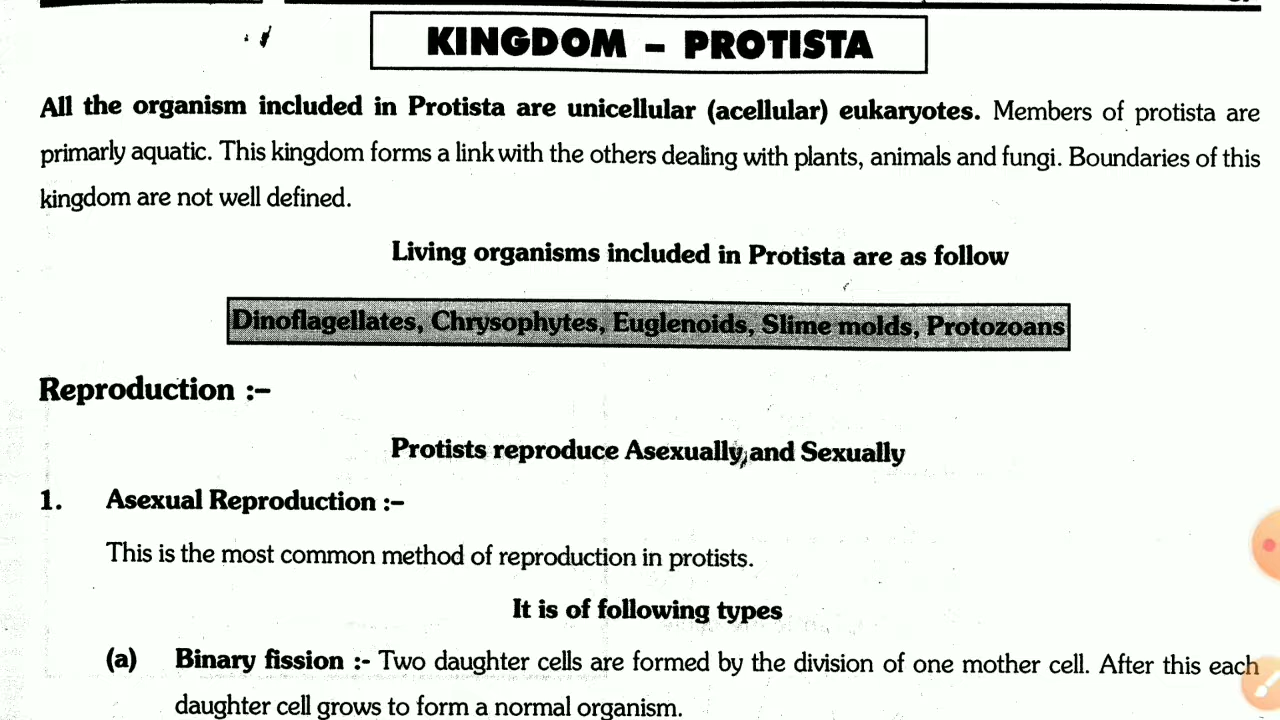 KINGDOM – PROTISTA
All the organism included in Protista are unicellular (acellular) eukaryotes. Members of protista are
primarly aquatic. This kingdom forms a link with the others dealing with plants, animals and fungi. Boundaries of this
kingdom are not well defined.
Living organisms included in Protista are as follow
Dinoflagellates, Chrysophytes, Euglenoids, Slime molds, Protozoans
Reproduction :–
Protists reproduce Asexually, and Sexually
1. Asexual Reproduction :–
This is the most common method of reproduction in protists.
It is of following types
(a) Binary fission :- Two daughter cells are formed by the division of one mother cell. After this each
daughter cell grows to form a normal organism.